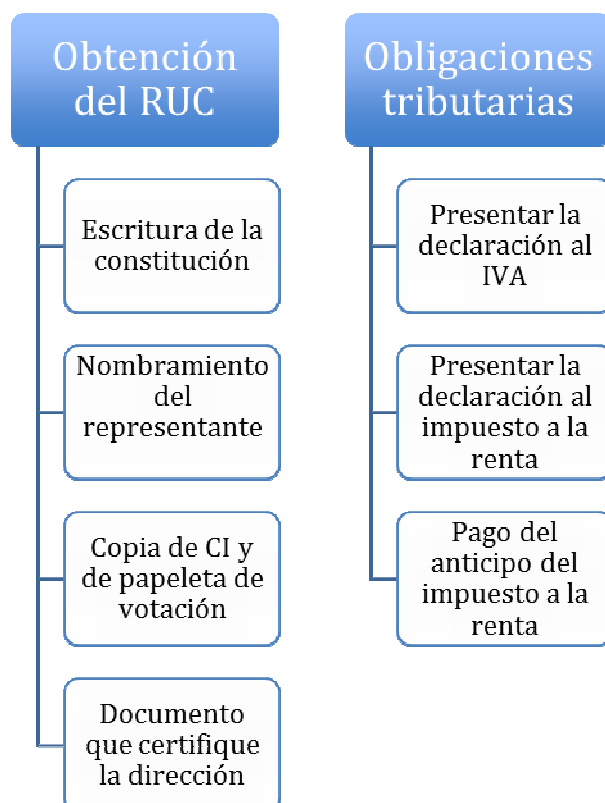 Obtención
del RUC
Escritura de la
constitución
Nombramiento
del
representante
Copia de CI y
de papeleta de
votación
Documento
que certifique
la dirección
Obligaciones
tributarias
Presentar la
declaración al
IVA
Presentar la
declaración al
impuesto a la
renta
Pago del
anticipo del
impuesto a la
renta